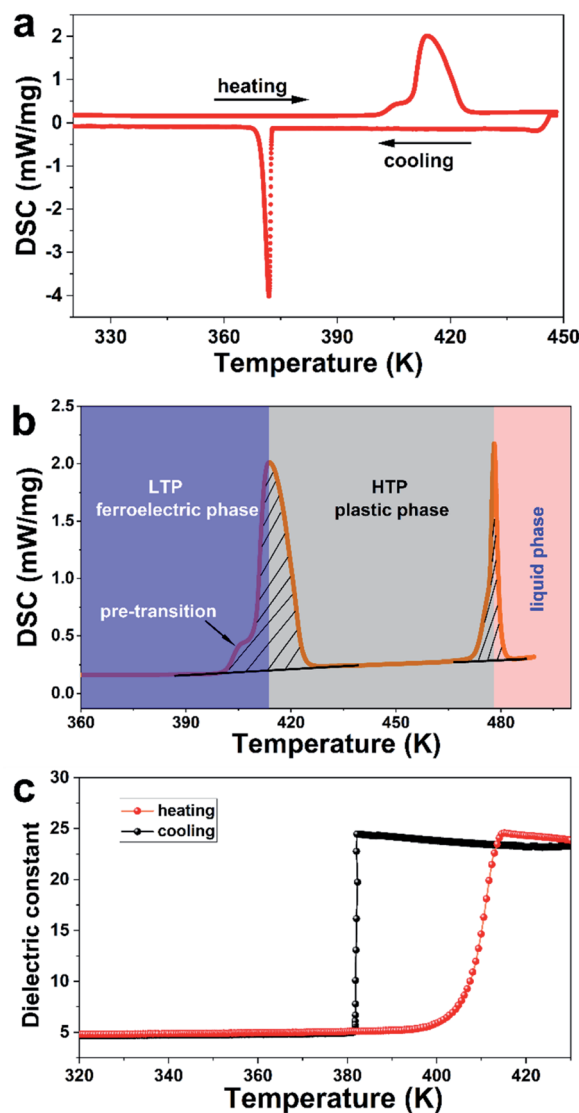 a
2
1
0
-1
-2
-3
-4
DSC (mW/mg)
heating
cooling
330 360 390 420 450
Temperature (K)
b
2.5
2.0
1.5
1.0
0.5
0.0
DSC (mW/mg)
LTP
ferroelectric phase
HTP
plastic phase
liquid phase
pre-transition
360 390 420 450 480
Temperature (K)
c
30
25
20
15
10
5
0
Dielectric constant
heating
cooling
320 340 360 380 400 420
Temperature (K)